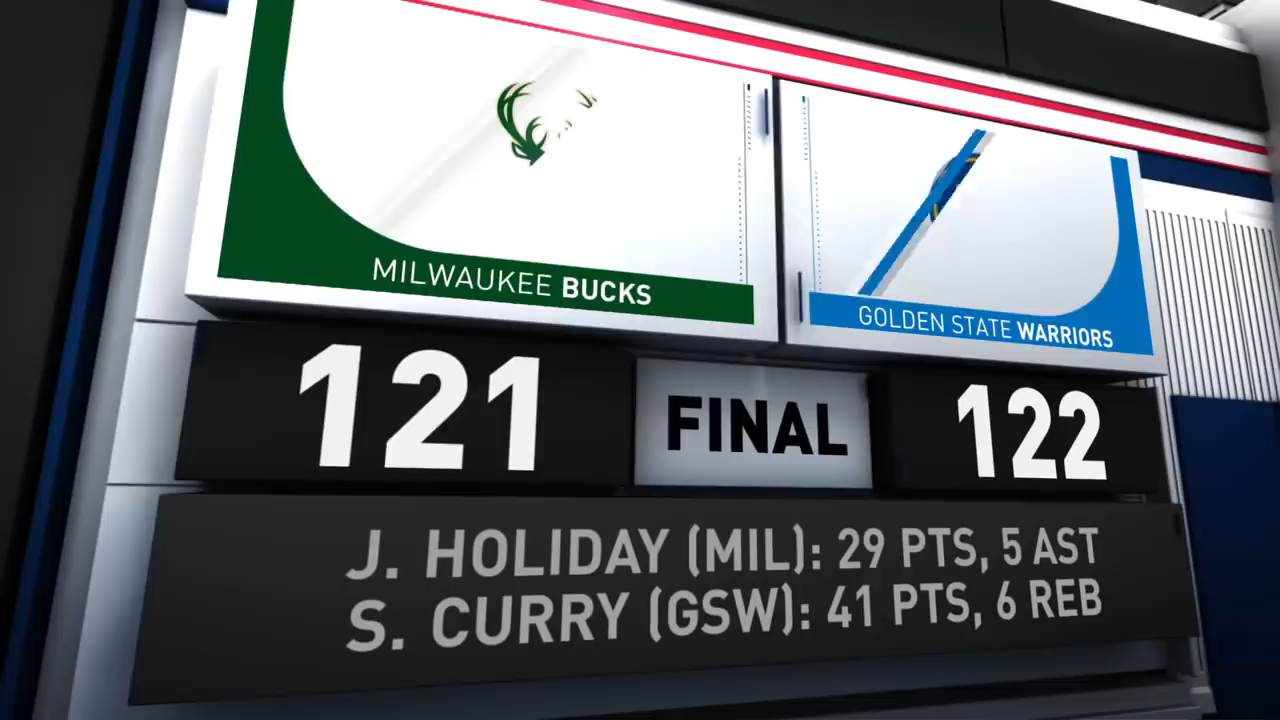 MILWAUKEE BUCKS
GOLDEN STATE WARRIORS
121
FINAL
122
J. HOLIDAY (MIL): 29 PTS, 5 AST
S. CURRY (GSW): 41 PTS, 6 REB